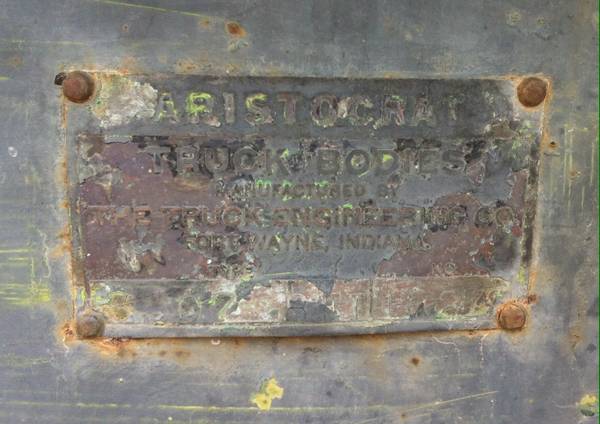 ARISTOCRAT
TRUCK BODIES
MANUFACTURED BY
THE TRUCK ENGINEERING CO.
FORT WAYNE, INDIANA
TYPE NO.